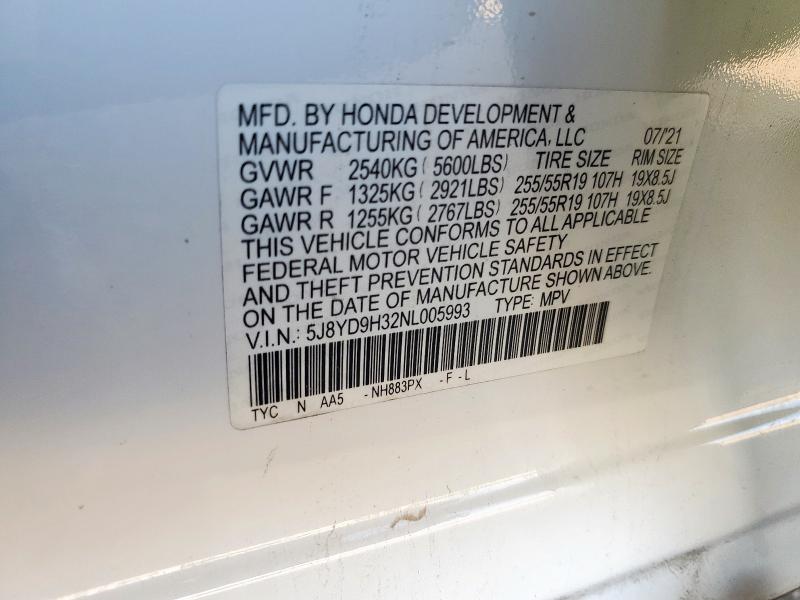 MFD. BY HONDA DEVELOPMENT &
MANUFACTURING OF AMERICA, LLC 07/'21
GVWR 2540KG ( 5600LBS) TIRE SIZE RIM SIZE
GAWR F 1325KG ( 2921LBS) 255/55R19 107H 19X8.5J
GAWR R 1255KG ( 2767LBS) 255/55R19 107H 19X8.5J
THIS VEHICLE CONFORMS TO ALL APPLICABLE
FEDERAL MOTOR VEHICLE SAFETY
AND THEFT PREVENTION STANDARDS IN EFFECT
ON THE DATE OF MANUFACTURE SHOWN ABOVE.
V.I.N.: 5J8YD9H32NL005993 TYPE: MPV
TYC N AA5 - NH883PX - F - L